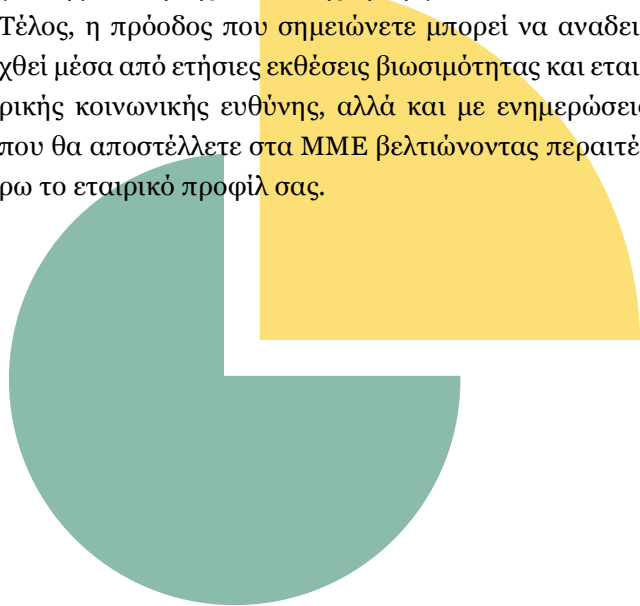 Τέλος, η πρόοδος που σημειώνετε μπορεί να αναδει
χθεί μέσα από ετήσιες εκθέσεις βιωσιμότητας και εται
ρικής κοινωνικής ευθύνης, αλλά και με ενημερώσεις
που θα αποστέλλετε στα ΜΜΕ βελτιώνοντας περαιτέ
ρω το εταιρικό προφίλ σας.